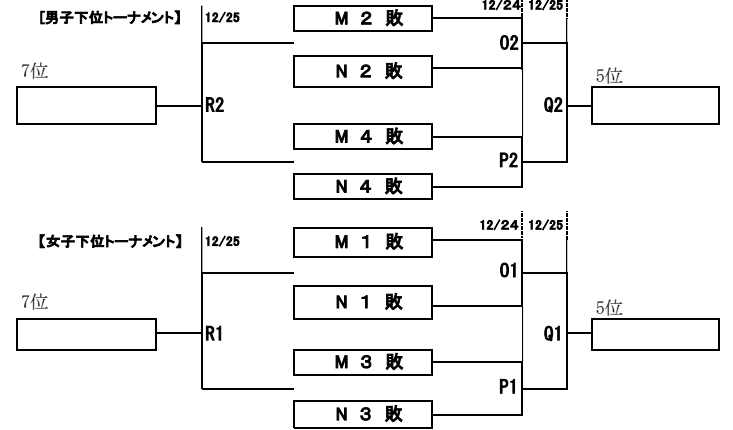 【男子下位トーナメント】 12/25 12/24 12/25
M 2 敗
O2
N 2 敗
7位
5位
R2
Q2
M 4 敗
P2
N 4 敗
【女子下位トーナメント】 12/25 12/24 12/25
M 1 敗
O1
N 1 敗
7位
5位
R1
Q1
M 3 敗
P1
N 3 敗